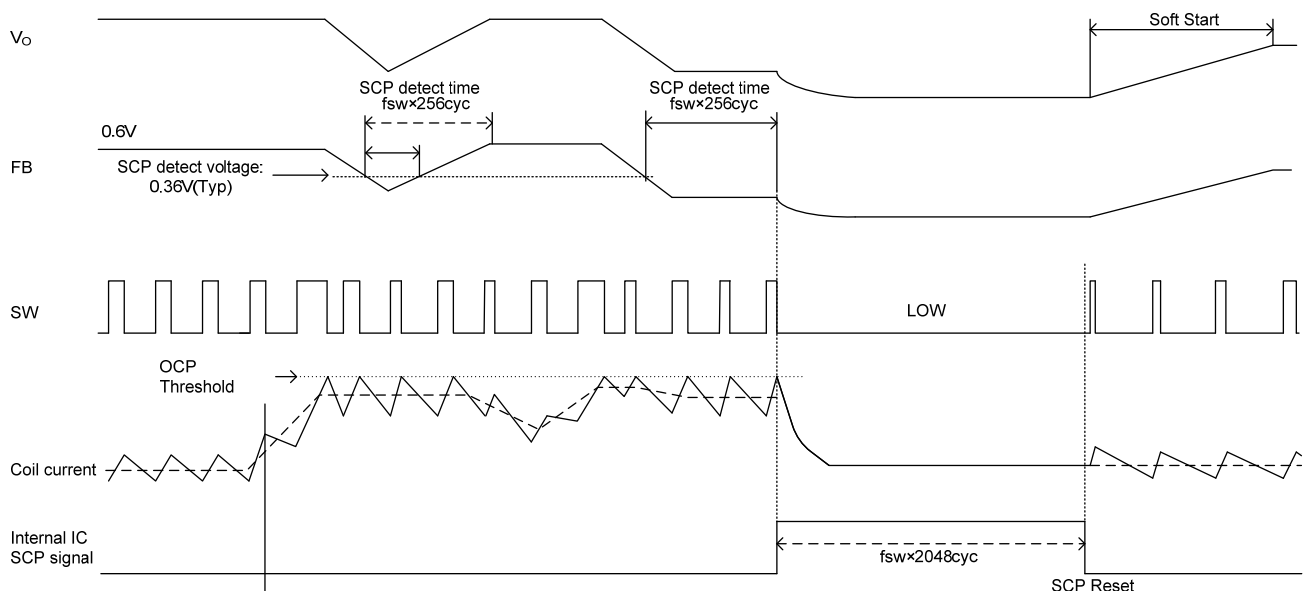 Soft Start
VO
SCP detect time
fsw×256cyc
SCP detect time
fsw×256cyc
0.6V
FB
SCP detect voltage:
0.36V(Typ)
SW
LOW
OCP
Threshold
Coil current
Internal IC
SCP signal
fsw×2048cyc
SCP Reset